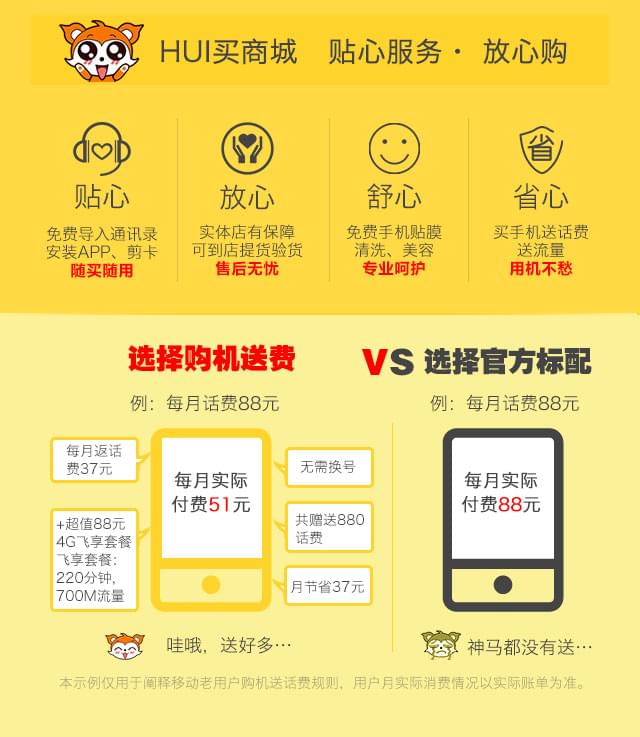 HUI买商城 贴心服务 · 放心购
贴心
免费导入通讯录
安装APP、剪卡
随买随用
放心
实体店有保障
可到店提货验货
售后无忧
舒心
免费手机贴膜
清洗、美容
专业呵护
省
省心
买手机送话费
送流量
用机不愁
选择购机送费
VS 选择官方标配
例：每月话费88元
例：每月话费88元
每月返话
费37元
+超值88元
4G飞享套餐
飞享套餐：
220分钟，
700M流量
每月实际
付费51元
无需换号
共赠送880
话费
月节省37元
每月实际
付费88元
哇哦，送好多…
神马都没有送…
本示例仅用于阐释移动老用户购机送话费规则，用户月实际消费情况以实际账单为准。